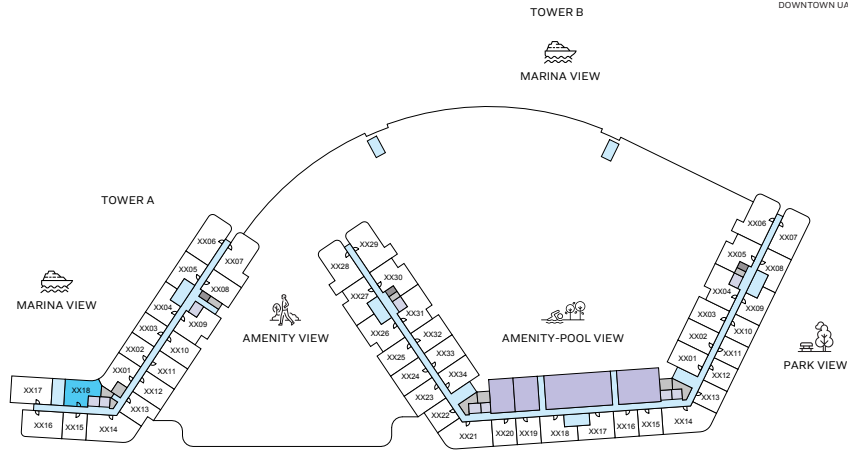 DOWNTOWN UA
TOWER B
MARINA VIEW
TOWER A
MARINA VIEW
AMENITY VIEW
AMENITY-POOL VIEW
PARK VIEW
XX06
XX07
XX05
XX08
XX04
XX09
XX03
XX10
XX02
XX11
XX01
XX12
XX17
XX18
XX13
XX16
XX15
XX14
XX29
XX28
XX30
XX27
XX31
XX26
XX32
XX25
XX33
XX24
XX34
XX23
XX22
XX21
XX20
XX19
XX18
XX17
XX16
XX15
XX14
XX06
XX07
XX05
XX08
XX04
XX09
XX03
XX10
XX02
XX11
XX01
XX12
XX13